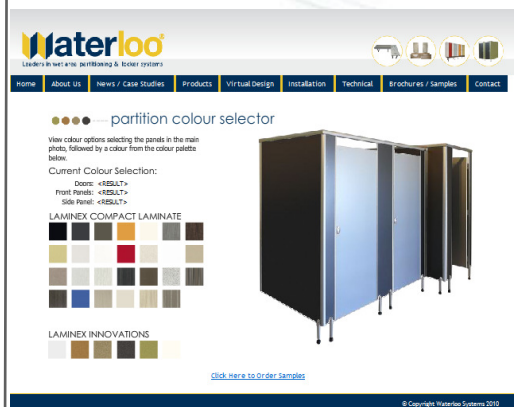 Waterloo
Leaders in wet area partitioning & locker systems
Home About Us News / Case Studies Products Virtual Design Installation Technical Brochures / Samples Contact
partition colour selector
View colour options selecting the panels in the main
photo, followed by a colour from the colour palette
below.
Current Colour Selection:
Doors: <RESULT>
Front Panels: <RESULT>
Side Panel: <RESULT>
LAMINEX COMPACT LAMINATE
LAMINEX INNOVATIONS
Click Here to Order Samples
© Copyright Waterloo Systems 2010